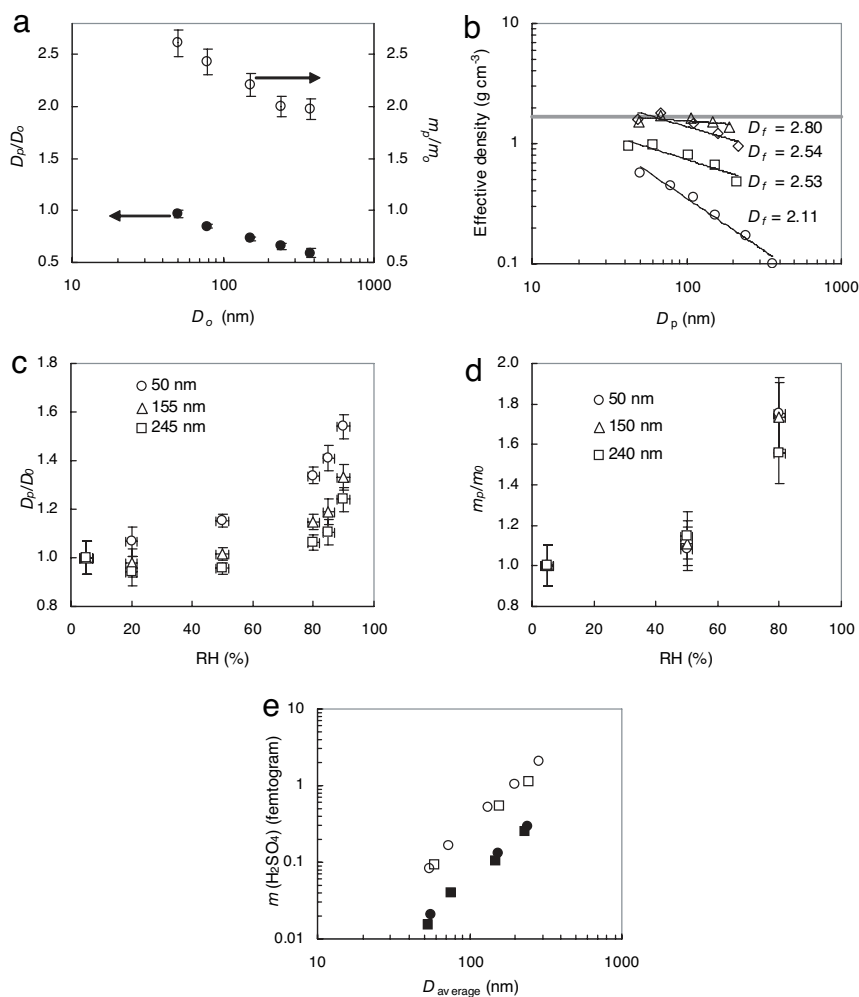 a
2.5
2.0
1.5
1.0
0.5
Dp/Do
2.5
2.0
1.5
1.0
0.5
mp/mo
10 100 1000
Do (nm)
b
10
1
0.1
Effective density (g cm-3)
Df = 2.80
Df = 2.54
Df = 2.53
Df = 2.11
10 100 1000
Dp (nm)
c
1.8
1.6
1.4
1.2
1.0
0.8
Dp/D0
50 nm
155 nm
245 nm
0 20 40 60 80 100
RH (%)
d
2.0
1.8
1.6
1.4
1.2
1.0
0.8
mp/m0
50 nm
150 nm
240 nm
0 20 40 60 80 100
RH (%)
e
10
1
0.1
0.01
m (H2SO4) (femtogram)
10 100 1000
Daverage (nm)